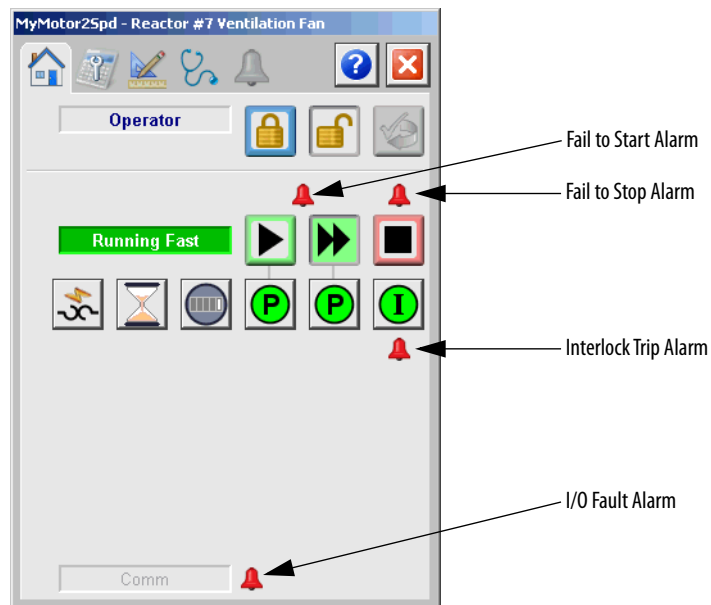 MyMotor2Spd - Reactor #7 Ventilation Fan
?
Operator
Fail to Start Alarm
Fail to Stop Alarm
Running Fast
P P I
Interlock Trip Alarm
I/O Fault Alarm
Comm